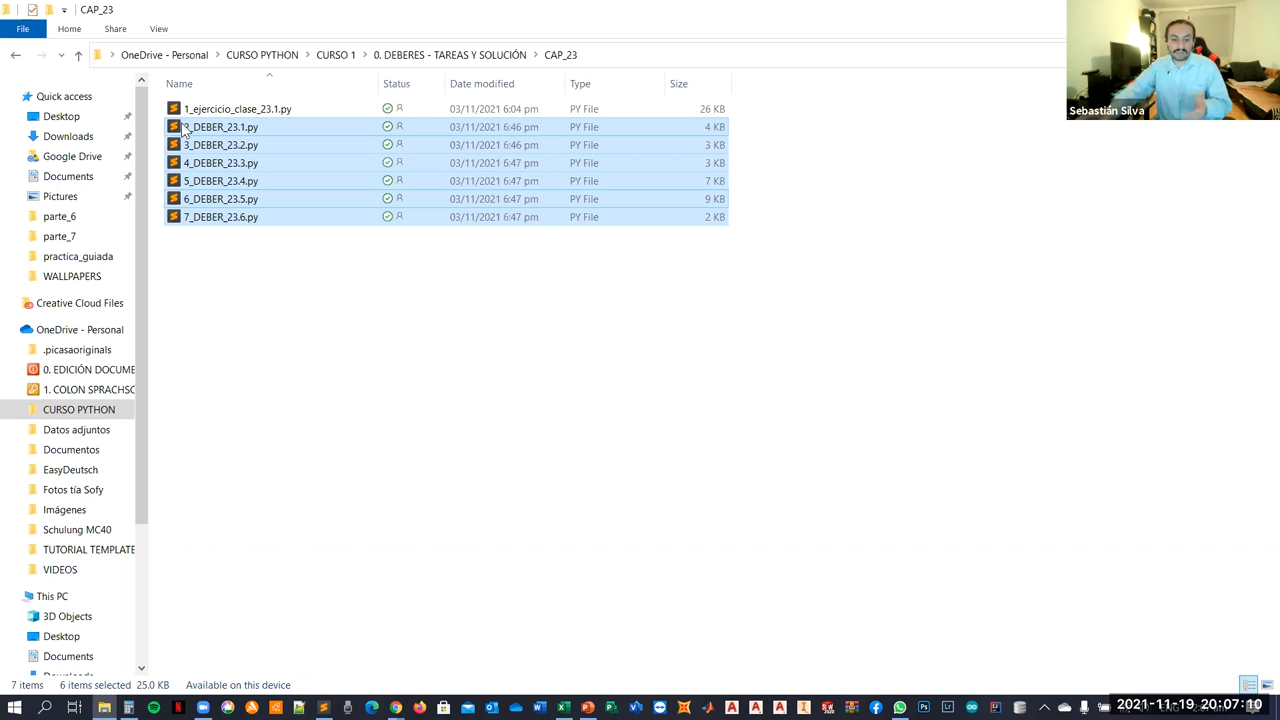 CAP_23
File Home Share View
OneDrive - Personal CURSO PYTHON CURSO 1 0. DEBERES - TAREAS Y SOLUCIÓN CAP_23
Name Status Date modified Type Size
1_ejercicio_clase_23.1.py 03/11/2021 6:04 pm PY File 26 KB
_DEBER_23.1.py 03/11/2021 6:46 pm PY File 4 KB
3_DEBER_23.2.py 03/11/2021 6:46 pm PY File 3 KB
4_DEBER_23.3.py 03/11/2021 6:47 pm PY File 3 KB
5_DEBER_23.4.py 03/11/2021 6:47 pm PY File 7 KB
6_DEBER_23.5.py 03/11/2021 6:47 pm PY File 9 KB
7_DEBER_23.6.py 03/11/2021 6:47 pm PY File 2 KB
Quick access
Desktop
Downloads
Google Drive
Documents
Pictures
parte_6
parte_7
practica_guiada
WALLPAPERS
Creative Cloud Files
OneDrive - Personal
.picasaoriginals
0. EDICIÓN DOCUME
1. COLON SPRACHSC
CURSO PYTHON
Datos adjuntos
Documentos
EasyDeutsch
Fotos tía Sofy
Imágenes
Schulung MC40
TUTORIAL TEMPLATE
VIDEOS
This PC
3D Objects
Desktop
Documents
Sebastián Silva
7 items 6 items selected 25.0 KB Available on this device
2021-11-19 20:07:10